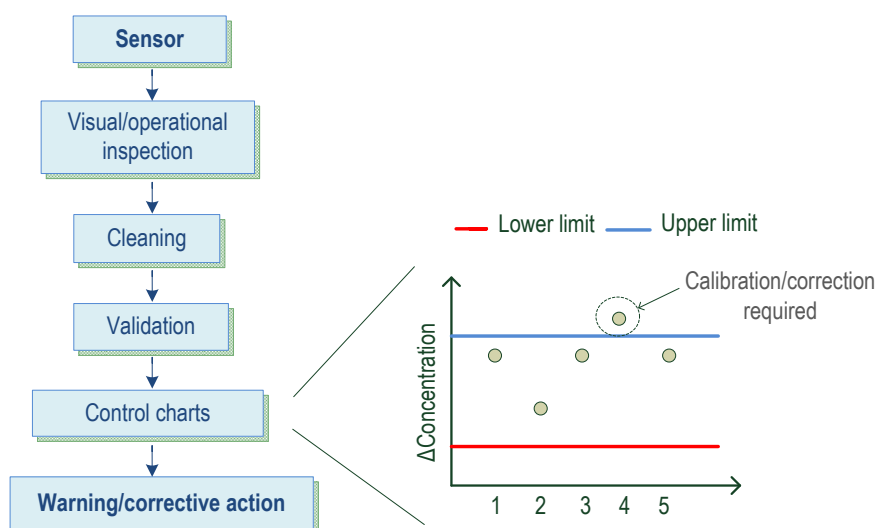 Sensor
Visual/operational
inspection
Cleaning
Validation
Control charts
Warning/corrective action
Lower limit
Upper limit
Calibration/correction
required
ΔConcentration
1 2 3 4 5